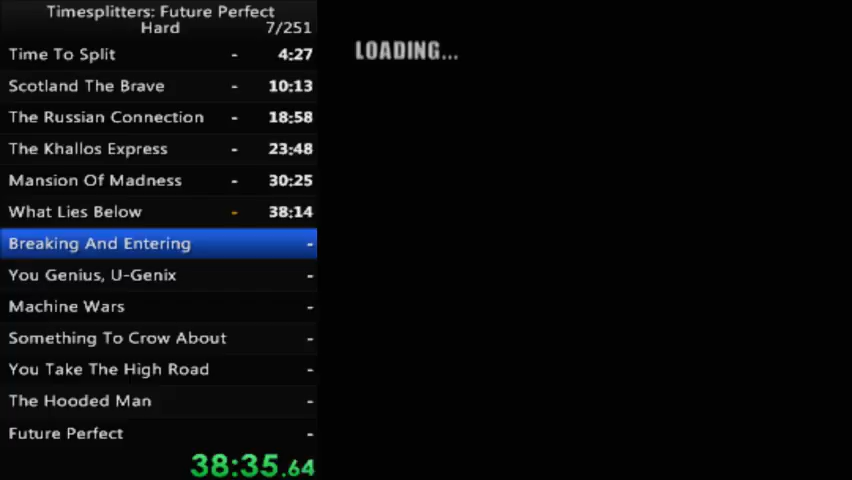 Timesplitters: Future Perfect
Hard 7/251
Time To Split - 4:27
Scotland The Brave - 10:13
The Russian Connection - 18:58
The Khallos Express - 23:48
Mansion Of Madness - 30:25
What Lies Below - 38:14
Breaking And Entering -
You Genius, U-Genix -
Machine Wars -
Something To Crow About -
You Take The High Road -
The Hooded Man -
Future Perfect -
38:35.64
LOADING...